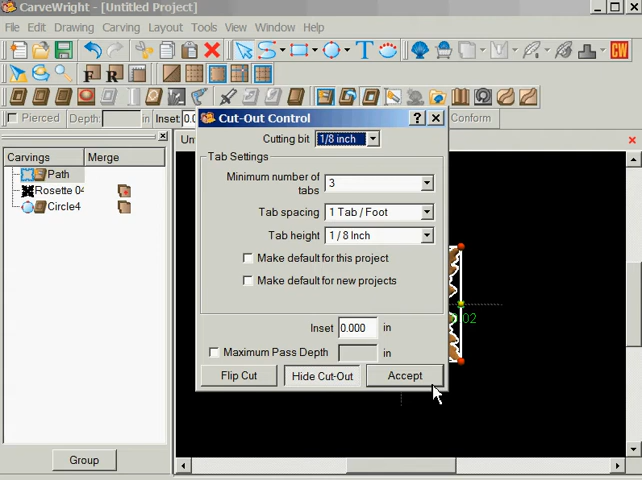 CarveWright - [Untitled Project]
File Edit Drawing Carving Layout Tools View Window Help
T CW
F R
Pierced Depth: in Inset 0.0 Conform
Cut-Out Control ?
Cutting bit 1/8 inch
Carvings Merge
Path
Rosette 04
Circle4
Tab Settings
Minimum number of tabs 3
Tab spacing 1 Tab / Foot
Tab height 1 / 8 Inch
Make default for this project
Make default for new projects
Inset 0.000 in
Maximum Pass Depth in
Flip Cut Hide Cut-Out Accept
Group